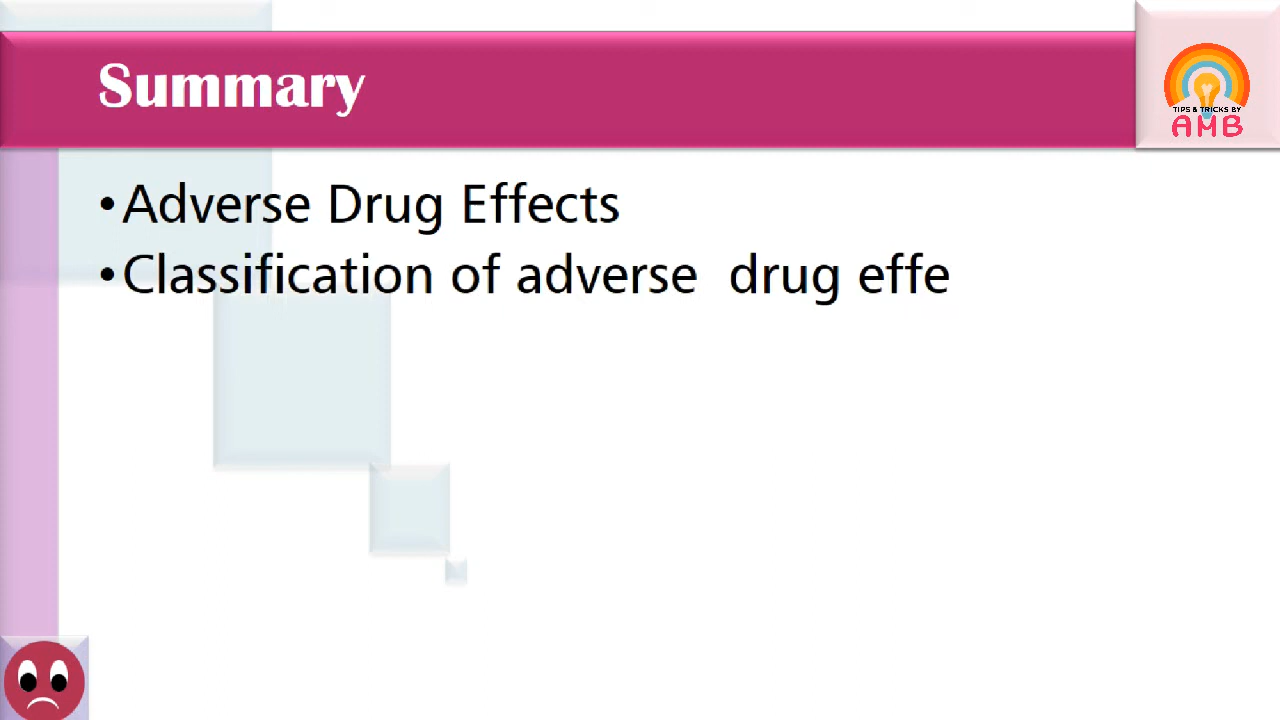 Summary
TIPS & TRICKS BY
AMB
•Adverse Drug Effects
•Classification of adverse  drug effe